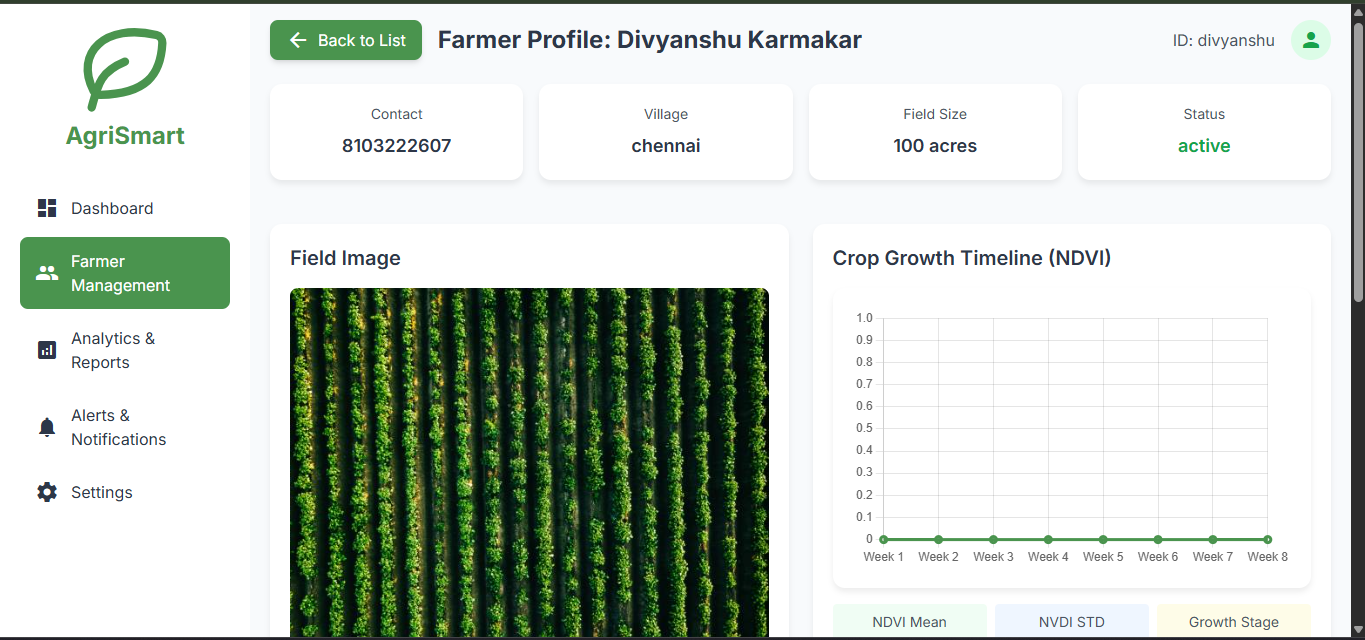 AgriSmart
Dashboard
Farmer
Management
Analytics &
Reports
Alerts &
Notifications
Settings
Back to List
Farmer Profile: Divyanshu Karmakar
ID: divyanshu
Contact
8103222607
Village
chennai
Field Size
100 acres
Status
active
Field Image
Crop Growth Timeline (NDVI)
1.0
0.9
0.8
0.7
0.6
0.5
0.4
0.3
0.2
0.1
0
Week 1 Week 2 Week 3 Week 4 Week 5 Week 6 Week 7 Week 8
NDVI Mean
NVDI STD
Growth Stage